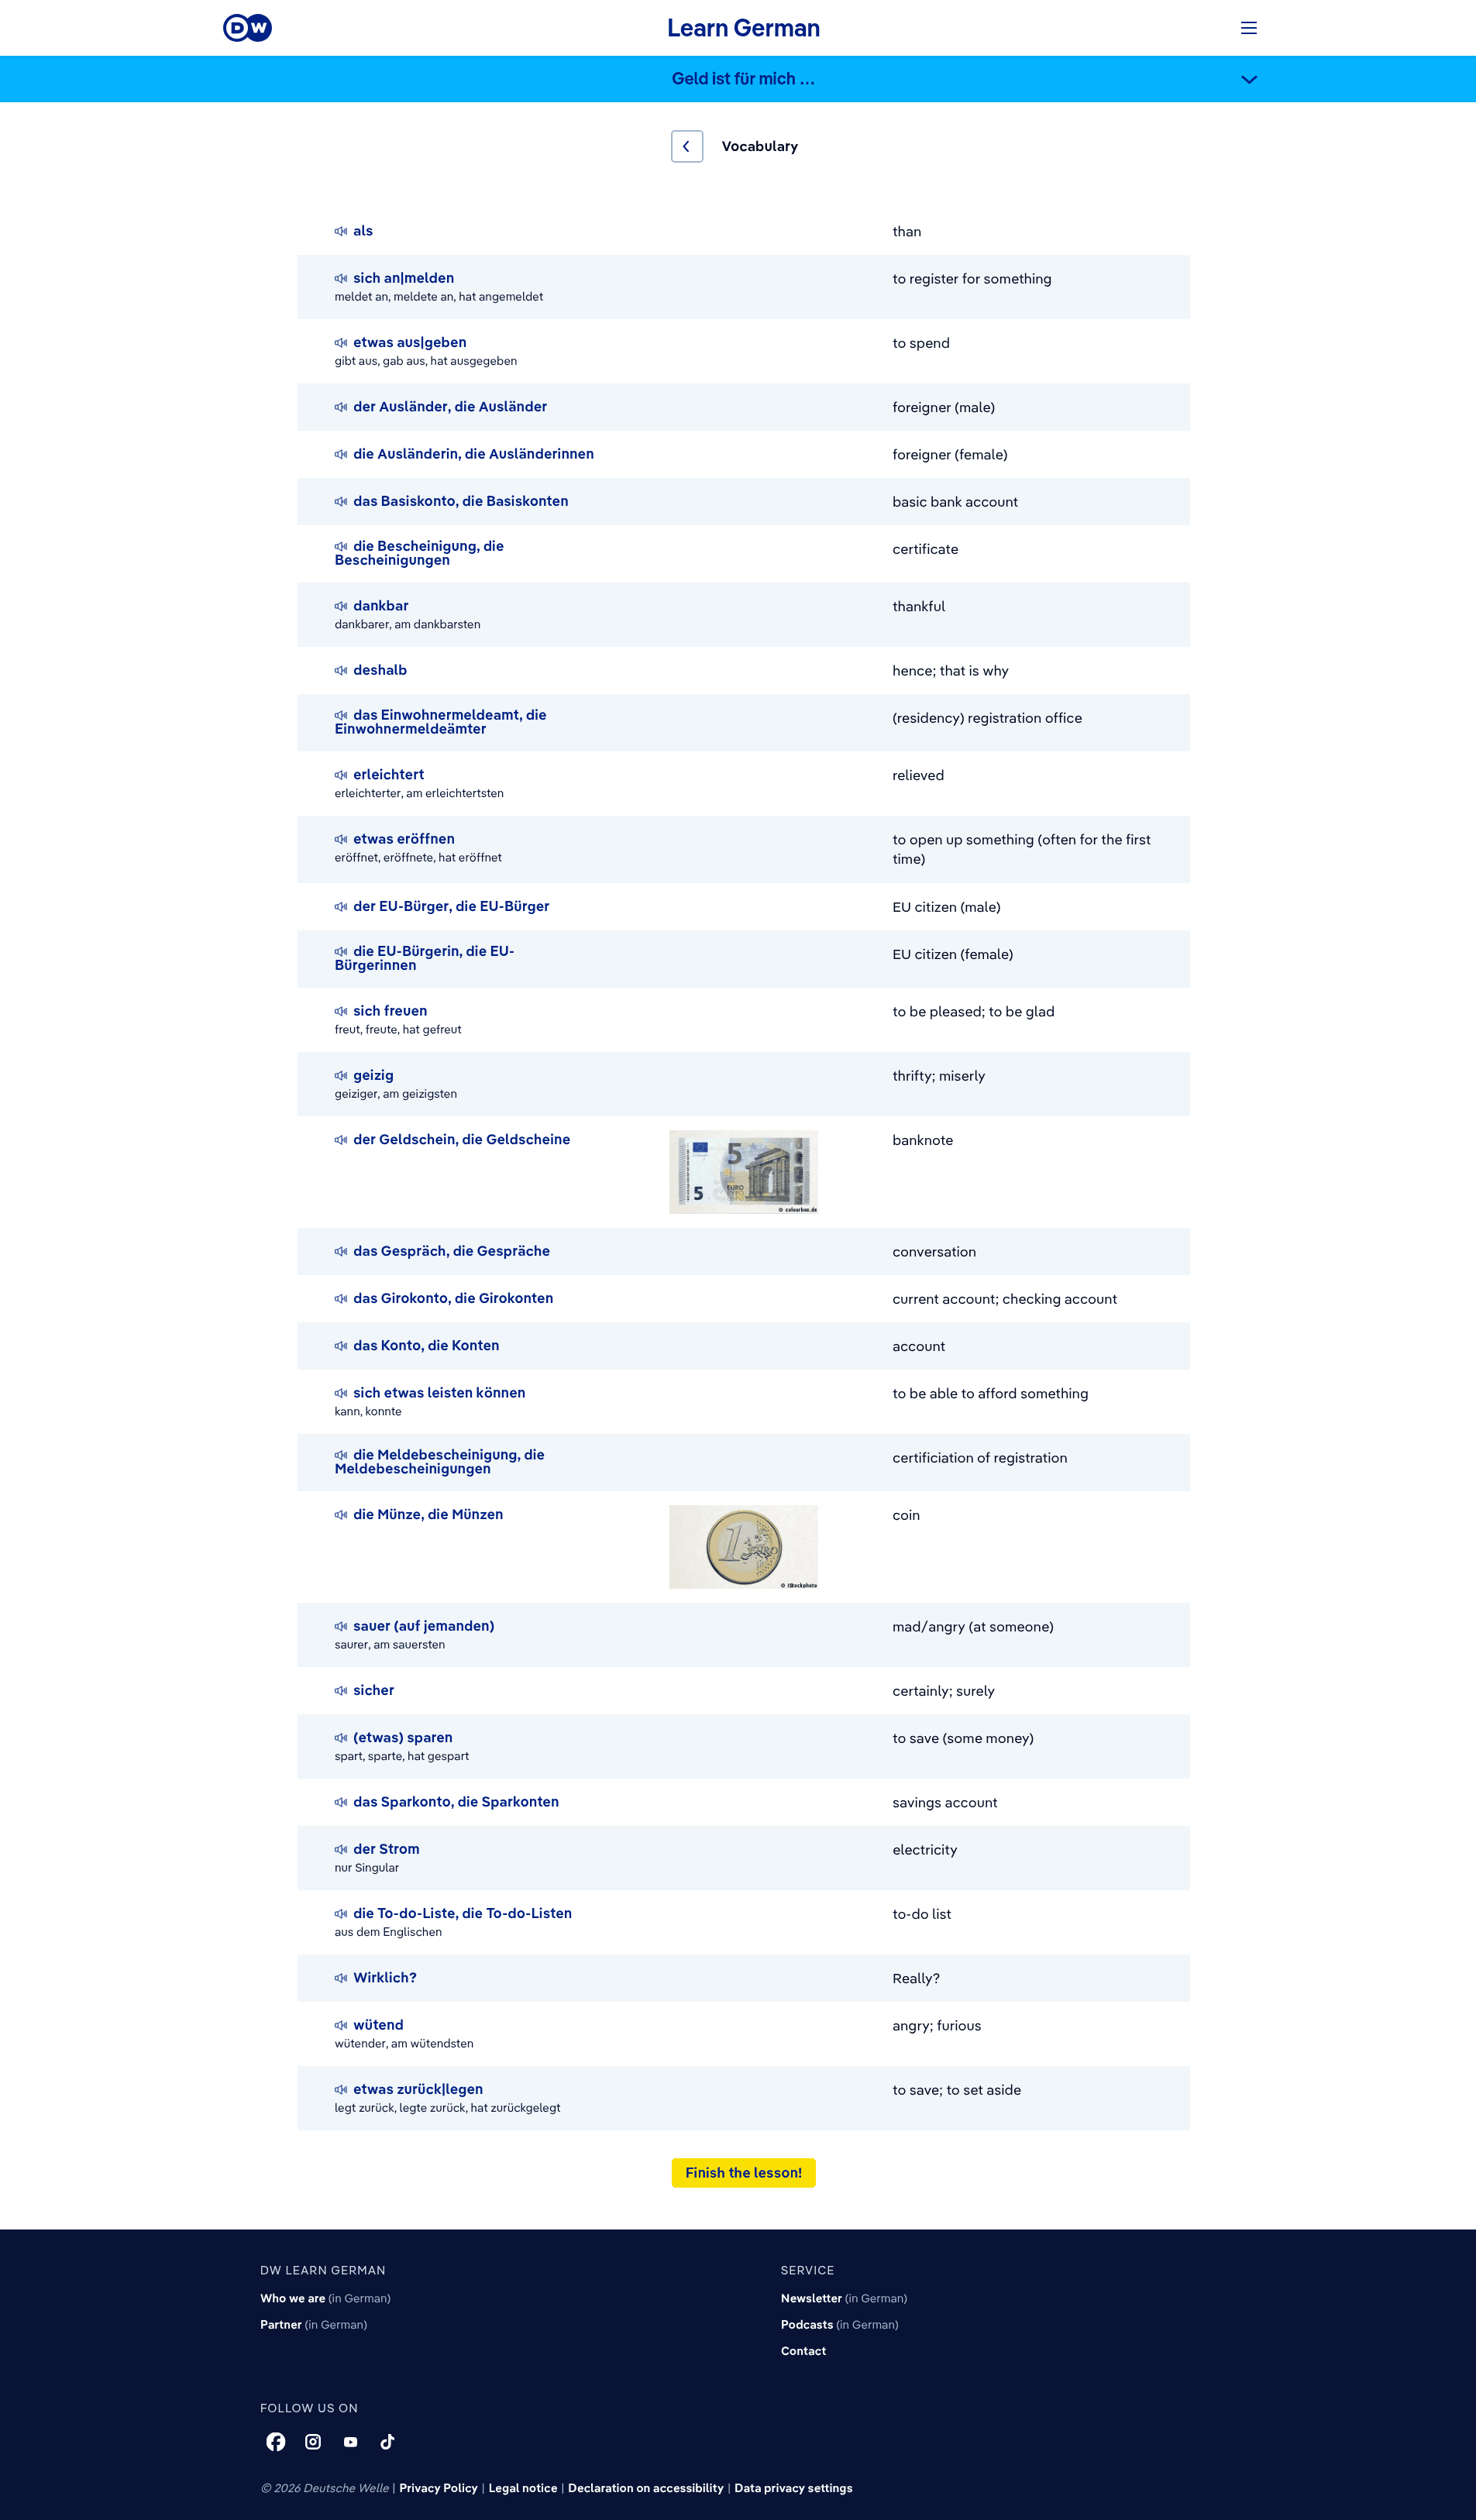 DW
Learn German
Geld ist für mich …
Vocabulary
als
than
sich an|melden
to register for something
meldet an, meldete an, hat angemeldet
etwas aus|geben
to spend
gibt aus, gab aus, hat ausgegeben
der Ausländer, die Ausländer
foreigner (male)
die Ausländerin, die Ausländerinnen
foreigner (female)
das Basiskonto, die Basiskonten
basic bank account
die Bescheinigung, die
Bescheinigungen
certificate
dankbar
thankful
dankbarer, am dankbarsten
deshalb
hence; that is why
das Einwohnermeldeamt, die
Einwohnermeldeämter
(residency) registration office
erleichtert
relieved
erleichterter, am erleichtertsten
etwas eröffnen
eröffnet, eröffnete, hat eröffnet
to open up something (often for the first
time)
der EU-Bürger, die EU-Bürger
EU citizen (male)
die EU-Bürgerin, die EU-
Bürgerinnen
EU citizen (female)
sich freuen
to be pleased; to be glad
freut, freute, hat gefreut
geizig
thrifty; miserly
geiziger, am geizigsten
der Geldschein, die Geldscheine
5
5
EURO
© colourbox.de
banknote
das Gespräch, die Gespräche
conversation
das Girokonto, die Girokonten
current account; checking account
das Konto, die Konten
account
sich etwas leisten können
to be able to afford something
kann, konnte
die Meldebescheinigung, die
Meldebescheinigungen
certificiation of registration
die Münze, die Münzen
1 EURO
© iStockphoto
coin
sauer (auf jemanden)
mad/angry (at someone)
saurer, am sauersten
sicher
certainly; surely
(etwas) sparen
to save (some money)
spart, sparte, hat gespart
das Sparkonto, die Sparkonten
savings account
der Strom
electricity
nur Singular
die To-do-Liste, die To-do-Listen
to-do list
aus dem Englischen
Wirklich?
Really?
wütend
angry; furious
wütender, am wütendsten
etwas zurück|legen
to save; to set aside
legt zurück, legte zurück, hat zurückgelegt
Finish the lesson!
DW LEARN GERMAN
Who we are (in German)
Partner (in German)
SERVICE
Newsletter (in German)
Podcasts (in German)
Contact
FOLLOW US ON
© 2026 Deutsche Welle | Privacy Policy | Legal notice | Declaration on accessibility | Data privacy settings